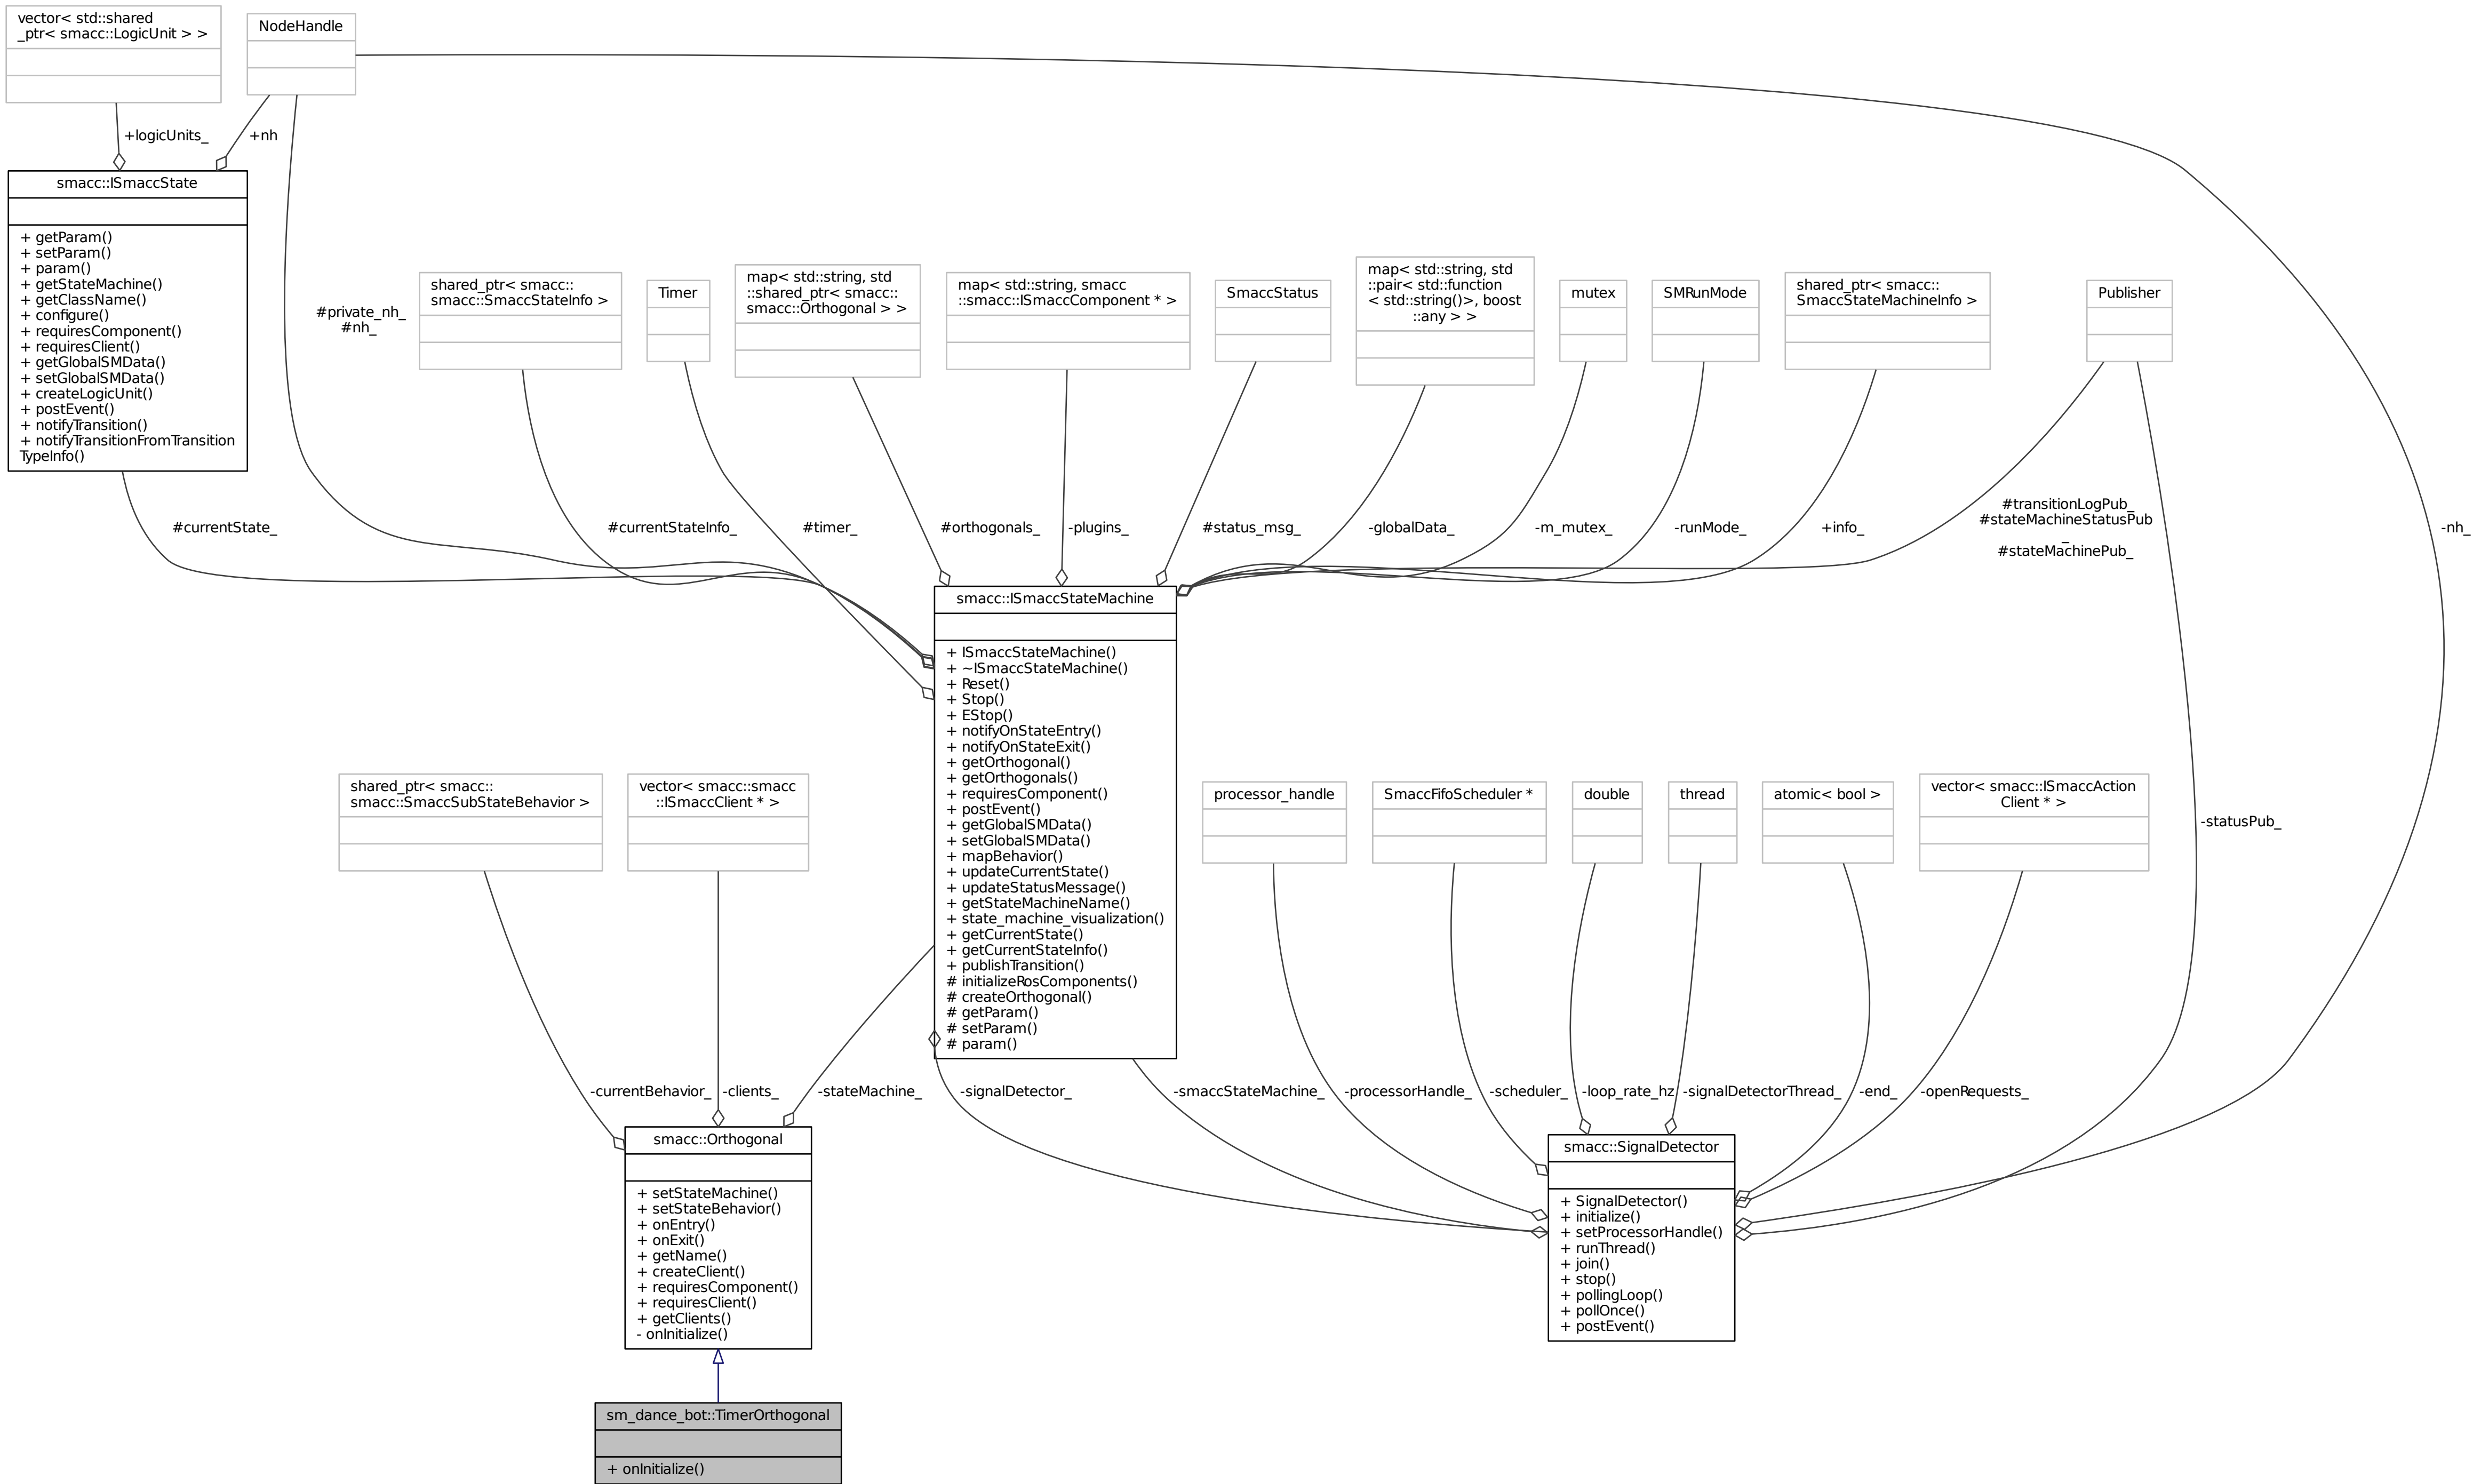 vector< std::shared
_ptr< smacc::LogicUnit > >
NodeHandle
+logicUnits_
+nh
smacc::ISmaccState
+ getParam()
+ setParam()
+ param()
+ getStateMachine()
+ getClassName()
+ configure()
+ requiresComponent()
+ requiresClient()
+ getGlobalSMData()
+ setGlobalSMData()
+ createLogicUnit()
+ postEvent()
+ notifyTransition()
+ notifyTransitionFromTransition
TypeInfo()
#private_nh_
#nh_
shared_ptr< smacc::
smacc::SmaccStateInfo >
Timer
map< std::string, std
::shared_ptr< smacc::
smacc::Orthogonal > >
map< std::string, smacc
::smacc::ISmaccComponent * >
SmaccStatus
map< std::string, std
::pair< std::function
< std::string()>, boost
::any > >
mutex
SMRunMode
shared_ptr< smacc::
SmaccStateMachineInfo >
Publisher
#currentState_
#currentStateInfo_
#timer_
#orthogonals_
-plugins_
#status_msg_
-globalData_
-m_mutex_
-runMode_
+info_
#transitionLogPub_
#stateMachineStatusPub
_
#stateMachinePub_
-nh_
smacc::ISmaccStateMachine
+ ISmaccStateMachine()
+ ~ISmaccStateMachine()
+ Reset()
+ Stop()
+ EStop()
+ notifyOnStateEntry()
+ notifyOnStateExit()
+ getOrthogonal()
+ getOrthogonals()
+ requiresComponent()
+ postEvent()
+ getGlobalSMData()
+ setGlobalSMData()
+ mapBehavior()
+ updateCurrentState()
+ updateStatusMessage()
+ getStateMachineName()
+ state_machine_visualization()
+ getCurrentState()
+ getCurrentStateInfo()
+ publishTransition()
# initializeRosComponents()
# createOrthogonal()
# getParam()
# setParam()
# param()
shared_ptr< smacc::
smacc::SmaccSubStateBehavior >
vector< smacc::smacc
::ISmaccClient * >
processor_handle
SmaccFifoScheduler *
double
thread
atomic< bool >
vector< smacc::ISmaccAction
Client * >
-statusPub_
-currentBehavior_
-clients_
-stateMachine_
-signalDetector_
-smaccStateMachine_
-processorHandle_
-scheduler_
-loop_rate_hz
-signalDetectorThread_
-end_
-openRequests_
smacc::Orthogonal
+ setStateMachine()
+ setStateBehavior()
+ onEntry()
+ onExit()
+ getName()
+ createClient()
+ requiresComponent()
+ requiresClient()
+ getClients()
- onInitialize()
smacc::SignalDetector
+ SignalDetector()
+ initialize()
+ setProcessorHandle()
+ runThread()
+ join()
+ stop()
+ pollingLoop()
+ pollOnce()
+ postEvent()
sm_dance_bot::TimerOrthogonal
+ onInitialize()